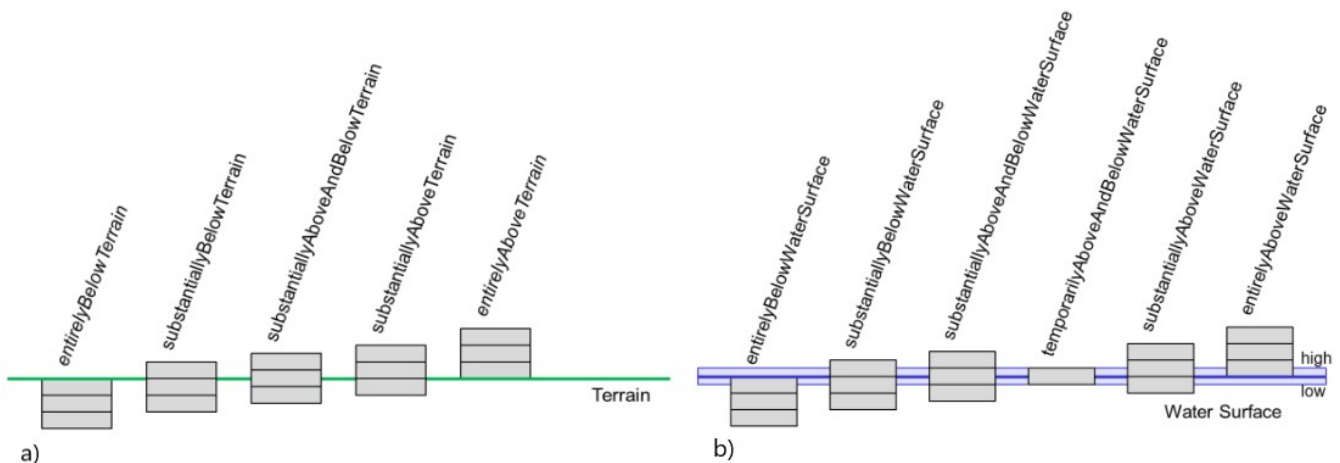 entirelyBelowTerrain
substantiallyBelowTerrain
substantiallyAboveAndBelowTerrain
substantiallyAboveTerrain
entirelyAboveTerrain
Terrain
a)
entirelyBelowWaterSurface
substantiallyBelowWaterSurface
substantiallyAboveAndBelowWaterSurface
temporarilyAboveAndBelowWaterSurface
substantiallyAboveWaterSurface
entirelyAboveWaterSurface
high
low
Water Surface
b)